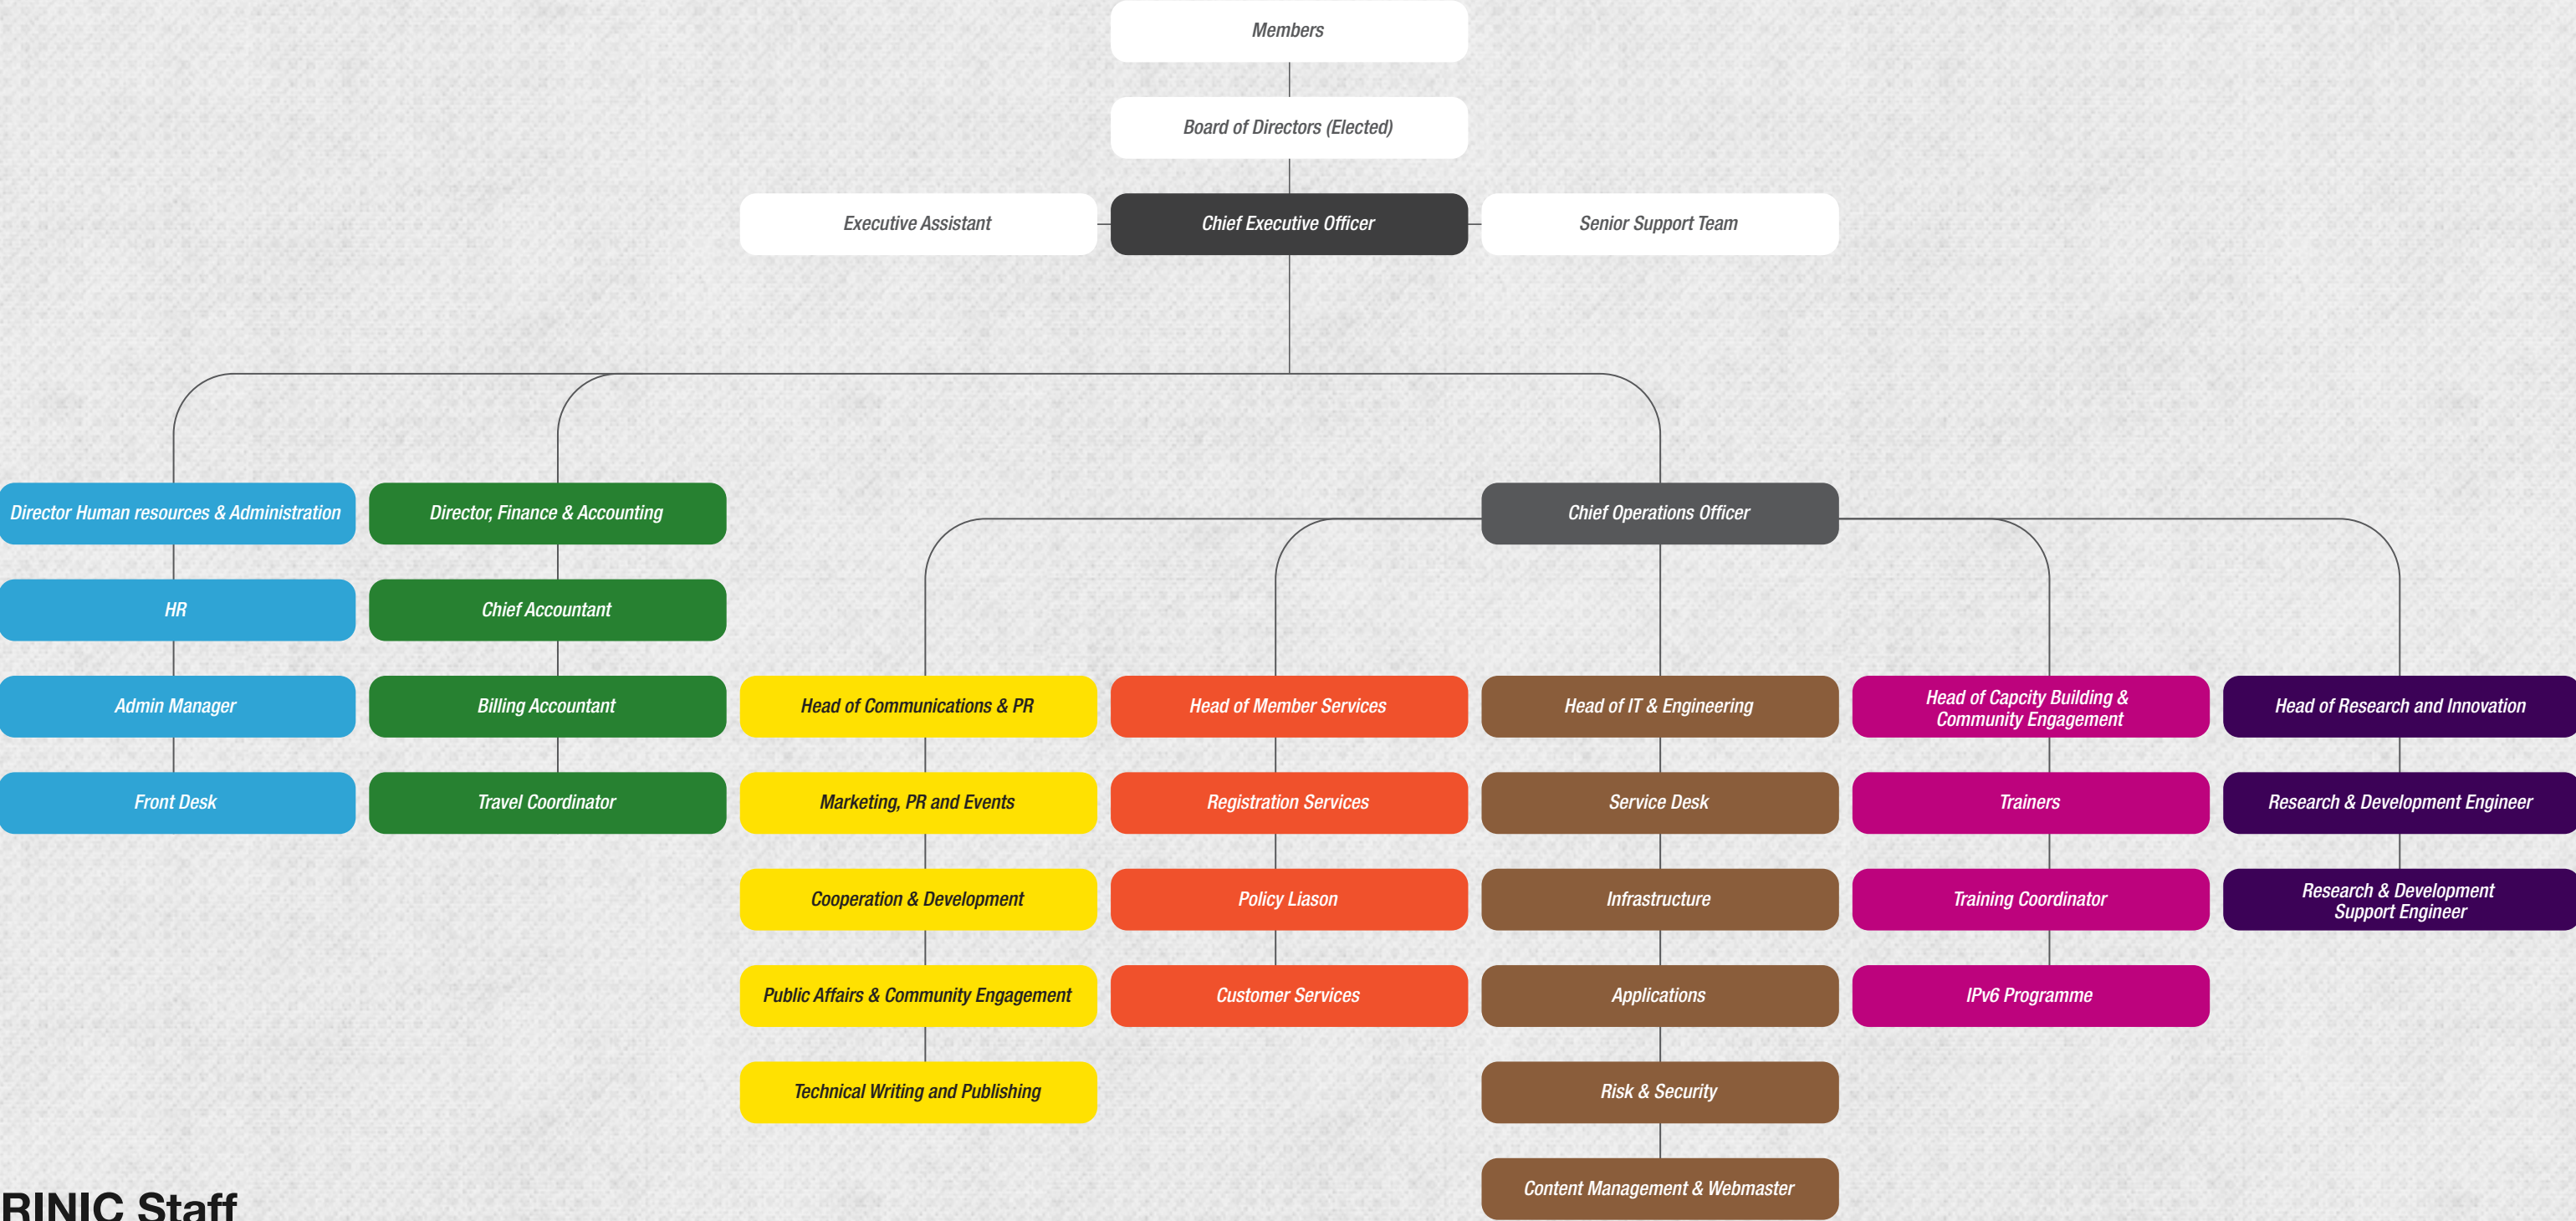 Members
Board of Directors (Elected)
Executive Assistant
Chief Executive Officer
Senior Support Team
Director Human resources & Administration
Director, Finance & Accounting
Chief Operations Officer
HR
Chief Accountant
Admin Manager
Billing Accountant
Head of Communications & PR
Head of Member Services
Head of IT & Engineering
Head of Capcity Building &
Community Engagement
Head of Research and Innovation
Front Desk
Travel Coordinator
Marketing, PR and Events
Registration Services
Service Desk
Trainers
Research & Development Engineer
Cooperation & Development
Policy Liason
Infrastructure
Training Coordinator
Research & Development
Support Engineer
Public Affairs & Community Engagement
Customer Services
Applications
IPv6 Programme
Technical Writing and Publishing
Risk & Security
Content Management & Webmaster
RINIC Staff